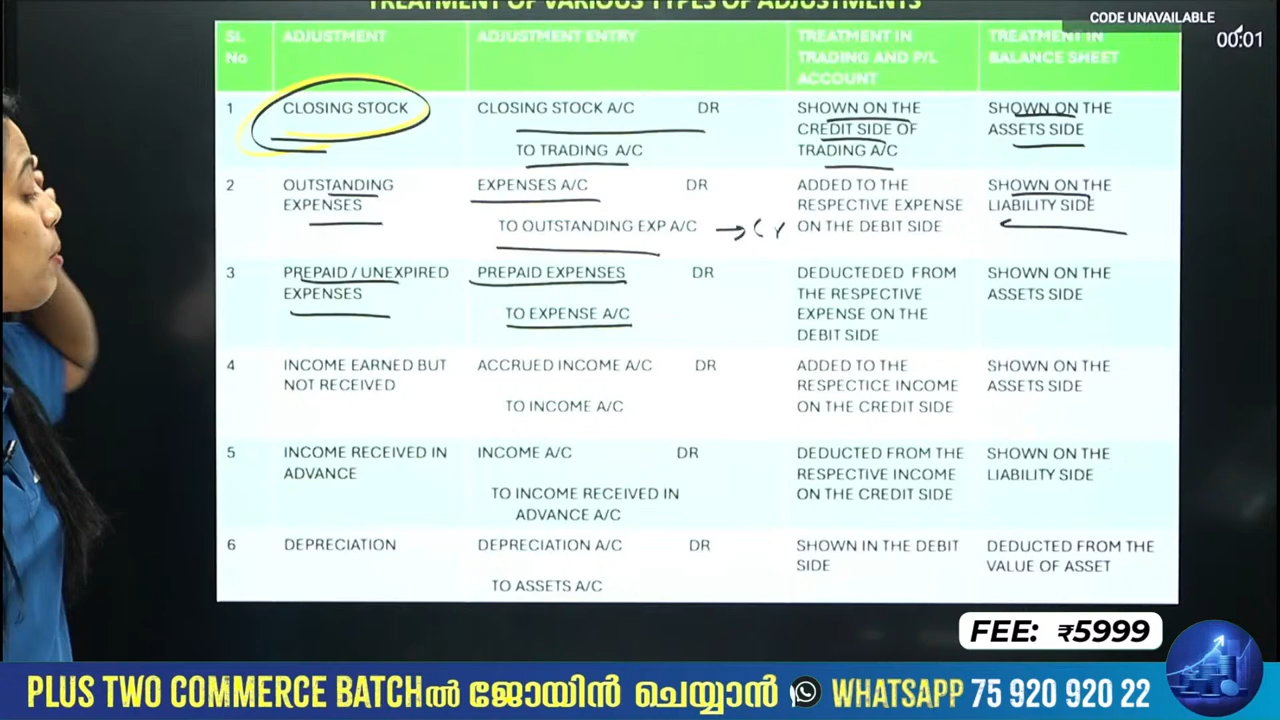 TREATMENT OF VARIOUS TYPES OF ADJUSTMENTS
CODE UNAVAILABLE
00:01
SI. No
ADJUSTMENT
ADJUSTMENT ENTRY
TREATMENT IN TRADING AND P/L ACCOUNT
TREATMENT IN BALANCE SHEET
1
CLOSING STOCK
CLOSING STOCK A/C DR
TO TRADING A/C
SHOWN ON THE
CREDIT SIDE OF
TRADING A/C
SHOWN ON THE
ASSETS SIDE
2
OUTSTANDING
EXPENSES
EXPENSES A/C DR
TO OUTSTANDING EXP A/C
ADDED TO THE
RESPECTIVE EXPENSE
ON THE DEBIT SIDE
SHOWN ON THE
LIABILITY SIDE
3
PREPAID / UNEXPIRED
EXPENSES
PREPAID EXPENSES DR
TO EXPENSE A/C
DEDUCTEDED FROM
THE RESPECTIVE
EXPENSE ON THE
DEBIT SIDE
SHOWN ON THE
ASSETS SIDE
4
INCOME EARNED BUT
NOT RECEIVED
ACCRUED INCOME A/C DR
TO INCOME A/C
ADDED TO THE
RESPECTICE INCOME
ON THE CREDIT SIDE
SHOWN ON THE
ASSETS SIDE
5
INCOME RECEIVED IN
ADVANCE
INCOME A/C DR
TO INCOME RECEIVED IN
ADVANCE A/C
DEDUCTED FROM THE
RESPECTIVE INCOME
ON THE CREDIT SIDE
SHOWN ON THE
LIABILITY SIDE
6
DEPRECIATION
DEPRECIATION A/C DR
TO ASSETS A/C
SHOWN IN THE DEBIT
SIDE
DEDUCTED FROM THE
VALUE OF ASSET
FEE: ₹5999
PLUS TWO COMMERCE BATCHൽ ജോയിൻ ചെയ്യാൻ WHATSAPP 75 920 920 22